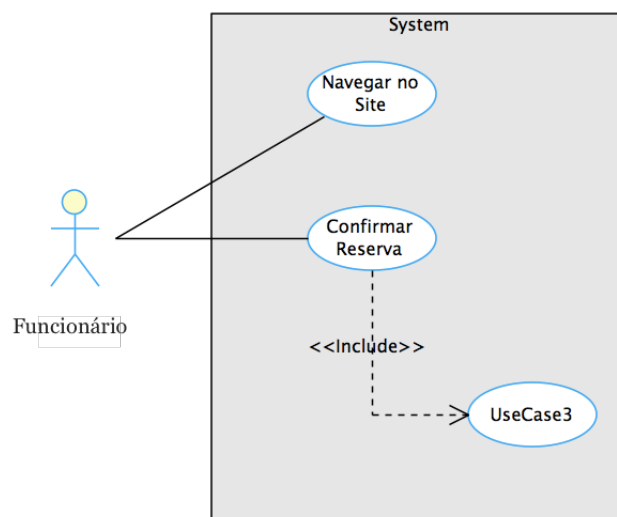 System
Navegar no
Site
Confirmar
Reserva
Funcionário
<<Include>>
UseCase3